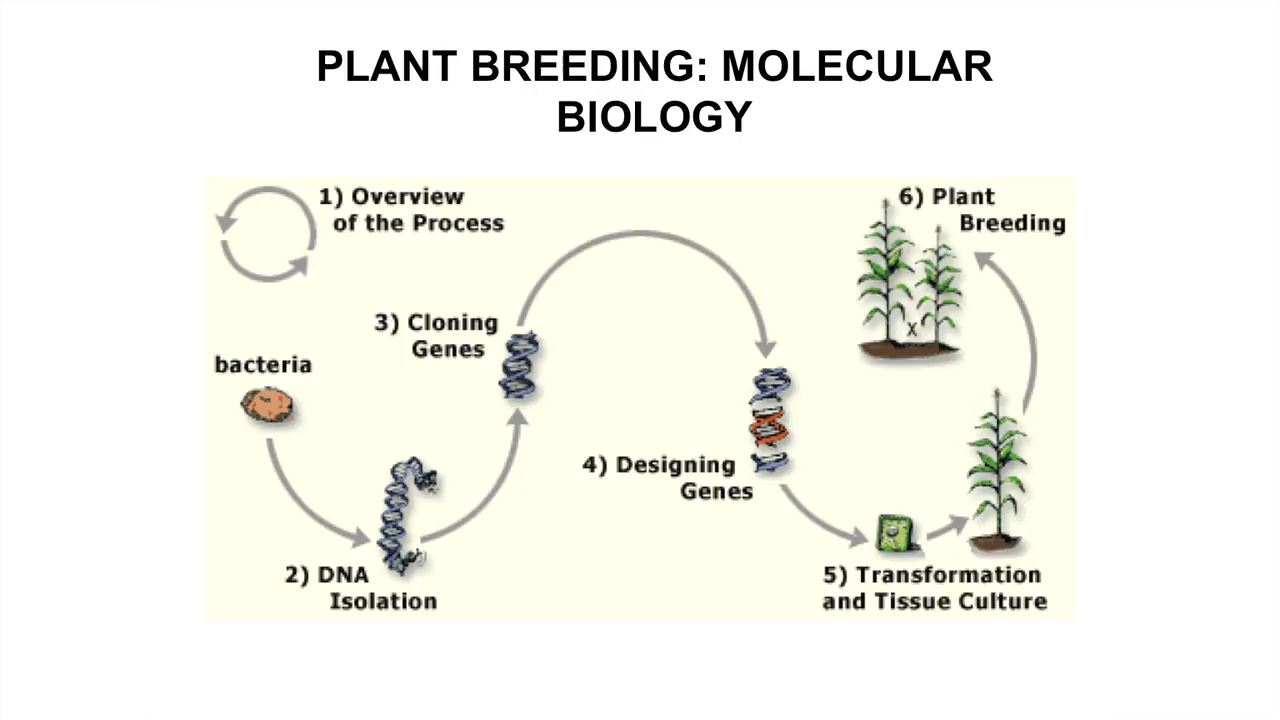 PLANT BREEDING: MOLECULAR
BIOLOGY
1) Overview
of the Process
bacteria
2) DNA
Isolation
3) Cloning
Genes
4) Designing
Genes
5) Transformation
and Tissue Culture
6) Plant
Breeding
X